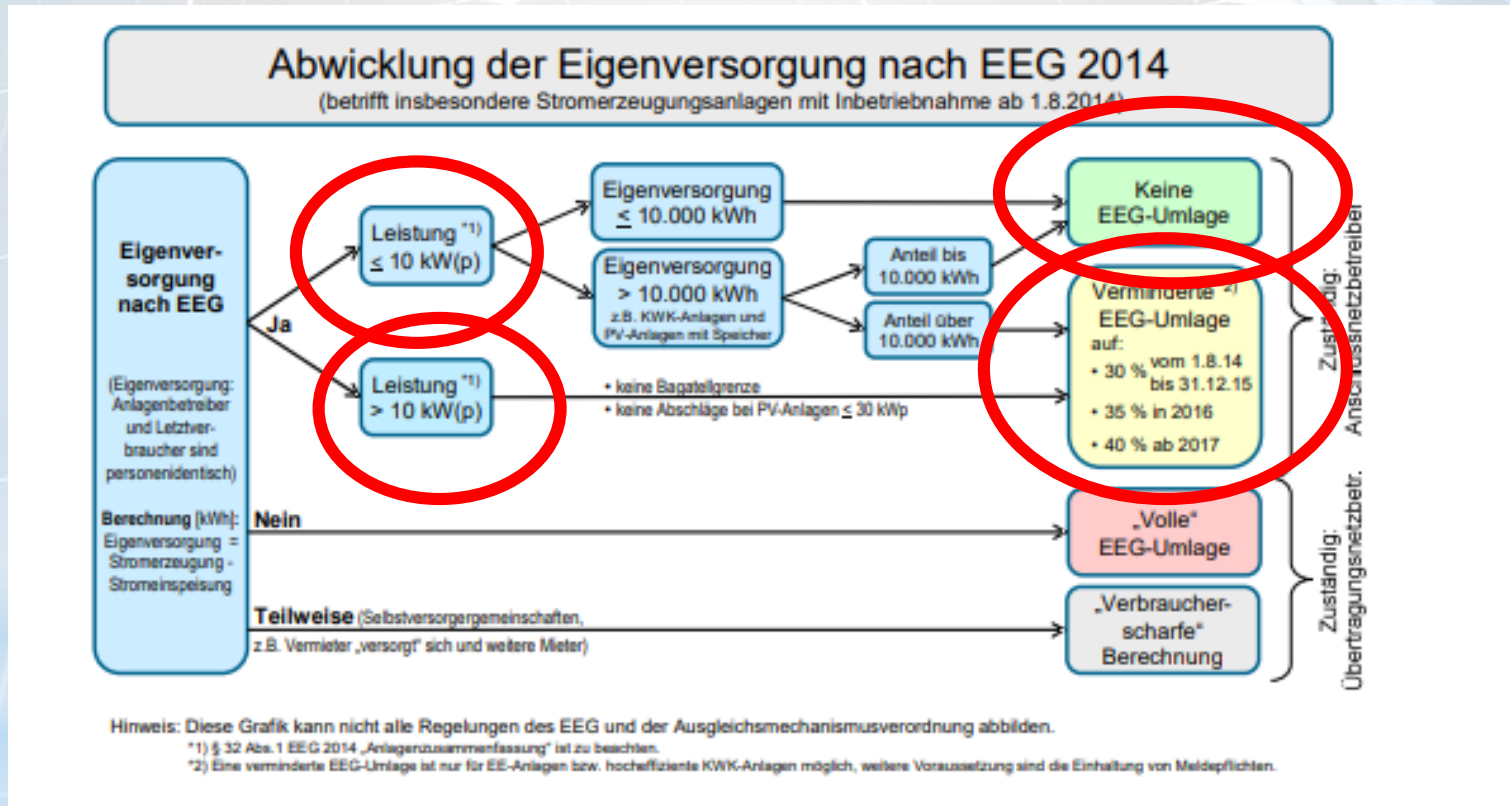 Abwicklung der Eigenversorgung nach EEG 2014
(betrifft insbesondere Stromerzeugungsanlagen mit Inbetriebnahme ab 1.8.2014)
Eigenver-
sorgung
nach EEG
(Eigenversorgung:
Anlagenbetreiber
und Letztver-
braucher sind
personenidentisch)
Berechnung [kWh]:
Eigenversorgung =
Stromerzeugung -
Stromeinspeisung
Ja
Leistung *1)
≤ 10 kW(p)
Eigenversorgung
≤ 10.000 kWh
Eigenversorgung
> 10.000 kWh
z.B. KWK-Anlagen und
PV-Anlagen mit Speicher
Anteil bis
10.000 kWh
Anteil über
10.000 kWh
Keine
EEG-Umlage
Leistung *1)
> 10 kW(p)
• keine Bagatellgrenze
• keine Abschläge bei PV-Anlagen ≤ 30 kWp
Verminderte *2)
EEG-Umlage
auf:
• 30 % vom 1.8.14
bis 31.12.15
• 35 % in 2016
• 40 % ab 2017
Zuständig:
Anschlussnetzbetreiber
Nein
„Volle“
EEG-Umlage
Teilweise (Selbstversorgergemeinschaften,
z.B. Vermieter „versorgt“ sich und weitere Mieter)
„Verbraucher-
scharfe“
Berechnung
Zuständig:
Übertragungsnetzbetr.
Hinweis: Diese Grafik kann nicht alle Regelungen des EEG und der Ausgleichsmechanismusverordnung abbilden.
*1) § 32 Abs.1 EEG 2014 „Anlagenzusammenfassung“ ist zu beachten.
*2) Eine verminderte EEG-Umlage ist nur für EE-Anlagen bzw. hocheffiziente KWK-Anlagen möglich, weitere Voraussetzung sind die Einhaltung von Meldepflichten.